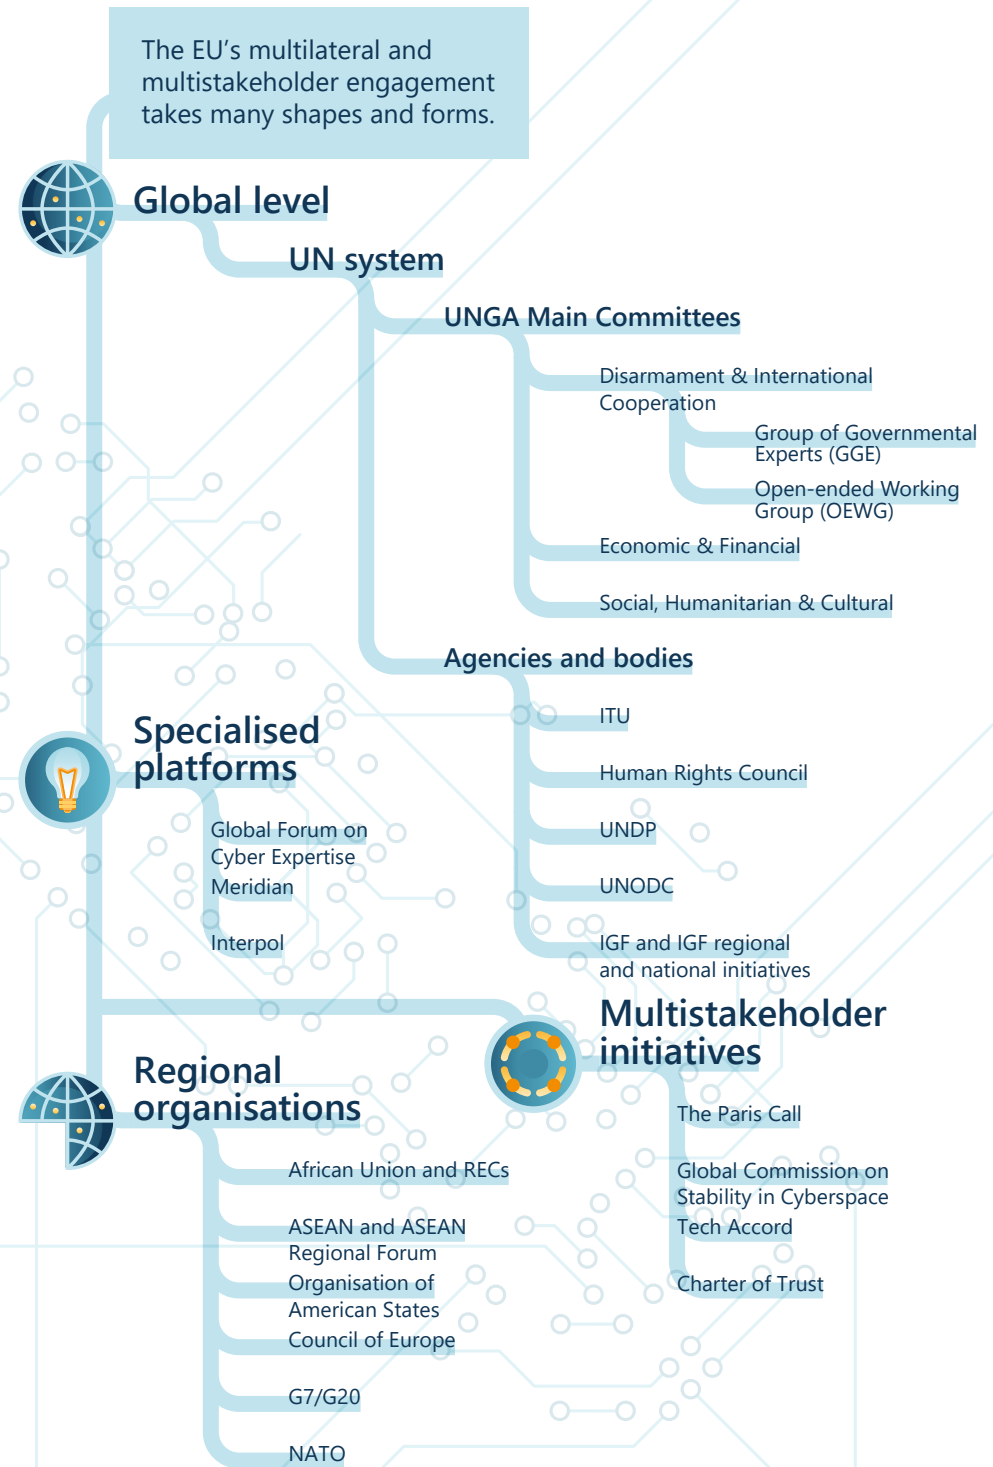 The EU’s multilateral and
multistakeholder engagement
takes many shapes and forms.
Global level
UN system
UNGA Main Committees
Disarmament & International
Cooperation
Group of Governmental
Experts (GGE)
Open-ended Working
Group (OEWG)
Economic & Financial
Social, Humanitarian & Cultural
Agencies and bodies
ITU
Human Rights Council
UNDP
UNODC
IGF and IGF regional
and national initiatives
Specialised
platforms
Global Forum on
Cyber Expertise
Meridian
Interpol
Multistakeholder
initiatives
The Paris Call
Global Commission on
Stability in Cyberspace
Tech Accord
Charter of Trust
Regional
organisations
African Union and RECs
ASEAN and ASEAN
Regional Forum
Organisation of
American States
Council of Europe
G7/G20
NATO